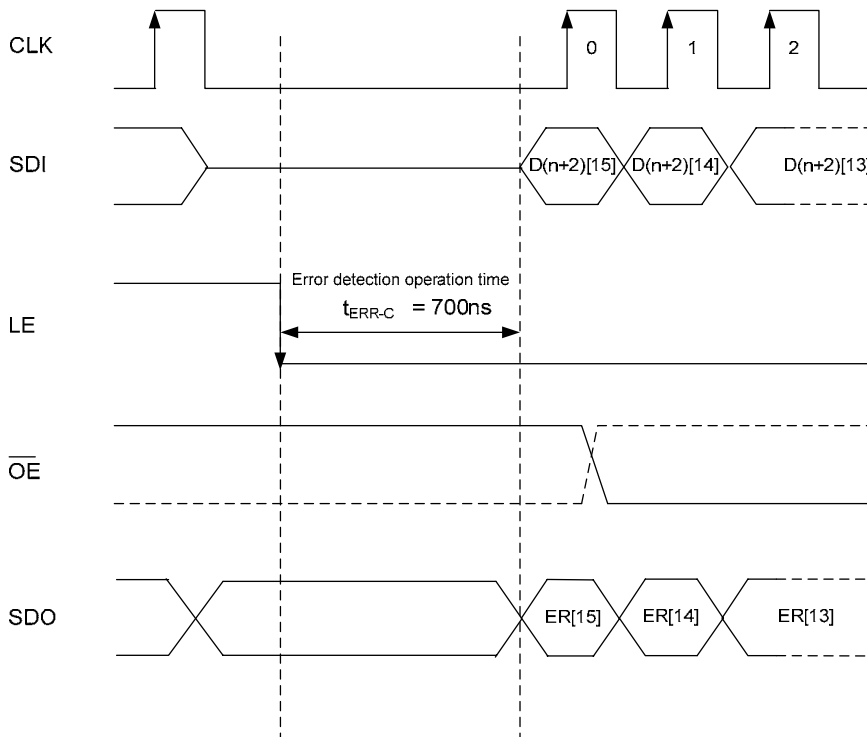 CLK
0 1 2
SDI
D(n+2)[15] D(n+2)[14] D(n+2)[13]
Error detection operation time
tERR-C = 700ns
LE
OE
SDO
ER[15] ER[14] ER[13]